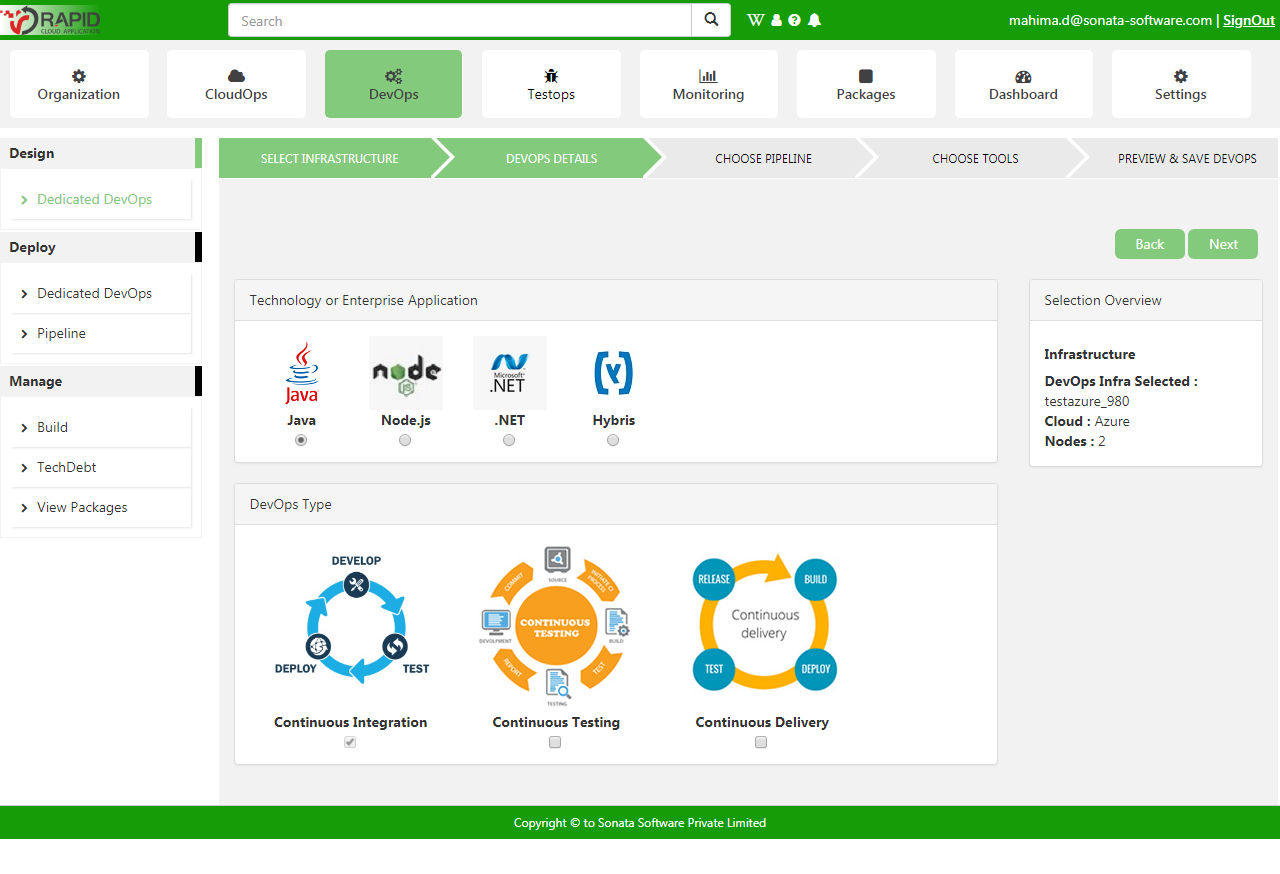 RAPID
CLOUD APPLICATION
Search
mahima.d@sonata-software.com | SignOut
Organization
CloudOps
DevOps
Testops
Monitoring
Packages
Dashboard
Settings
Design
Dedicated DevOps
Deploy
Dedicated DevOps
Pipeline
Manage
Build
TechDebt
View Packages
SELECT INFRASTRUCTURE
DEVOPS DETAILS
CHOOSE PIPELINE
CHOOSE TOOLS
PREVIEW & SAVE DEVOPS
Back
Next
Technology or Enterprise Application
Java
node
JS
Microsoft
.NET
Java
Node.js
.NET
Hybris
Selection Overview
Infrastructure
DevOps Infra Selected :
testazure_980
Cloud : Azure
Nodes : 2
DevOps Type
DEVELOP
DEPLOY
TEST
SOURCE
COMMIT
INITIATE CI
PROCESS
DEVOLPMENT
CONTINUOUS
TESTING
BUILD
REPORT
TEST
TESTING
RELEASE
BUILD
Continuous
delivery
TEST
DEPLOY
Continuous Integration
Continuous Testing
Continuous Delivery
Copyright © to Sonata Software Private Limited